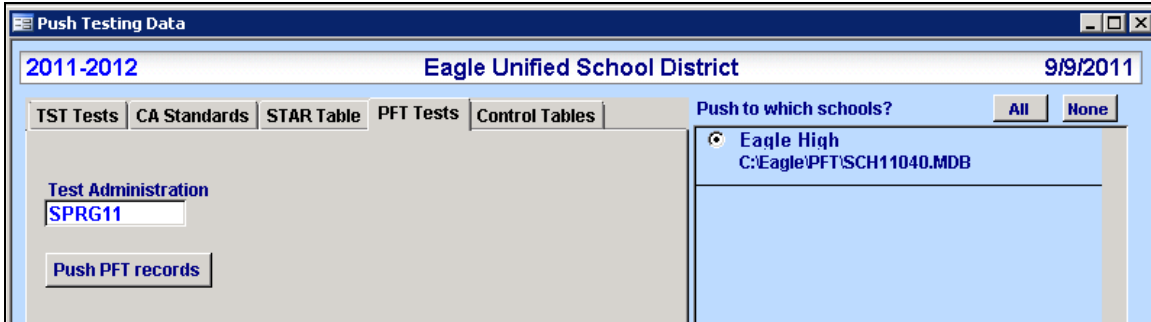 Push Testing Data
2011-2012 Eagle Unified School District 9/9/2011
TST Tests CA Standards STAR Table PFT Tests Control Tables
Push to which schools? All None
Eagle High
C:\Eagle\PFT\SCH11040.MDB
Test Administration
SPRG11
Push PFT records